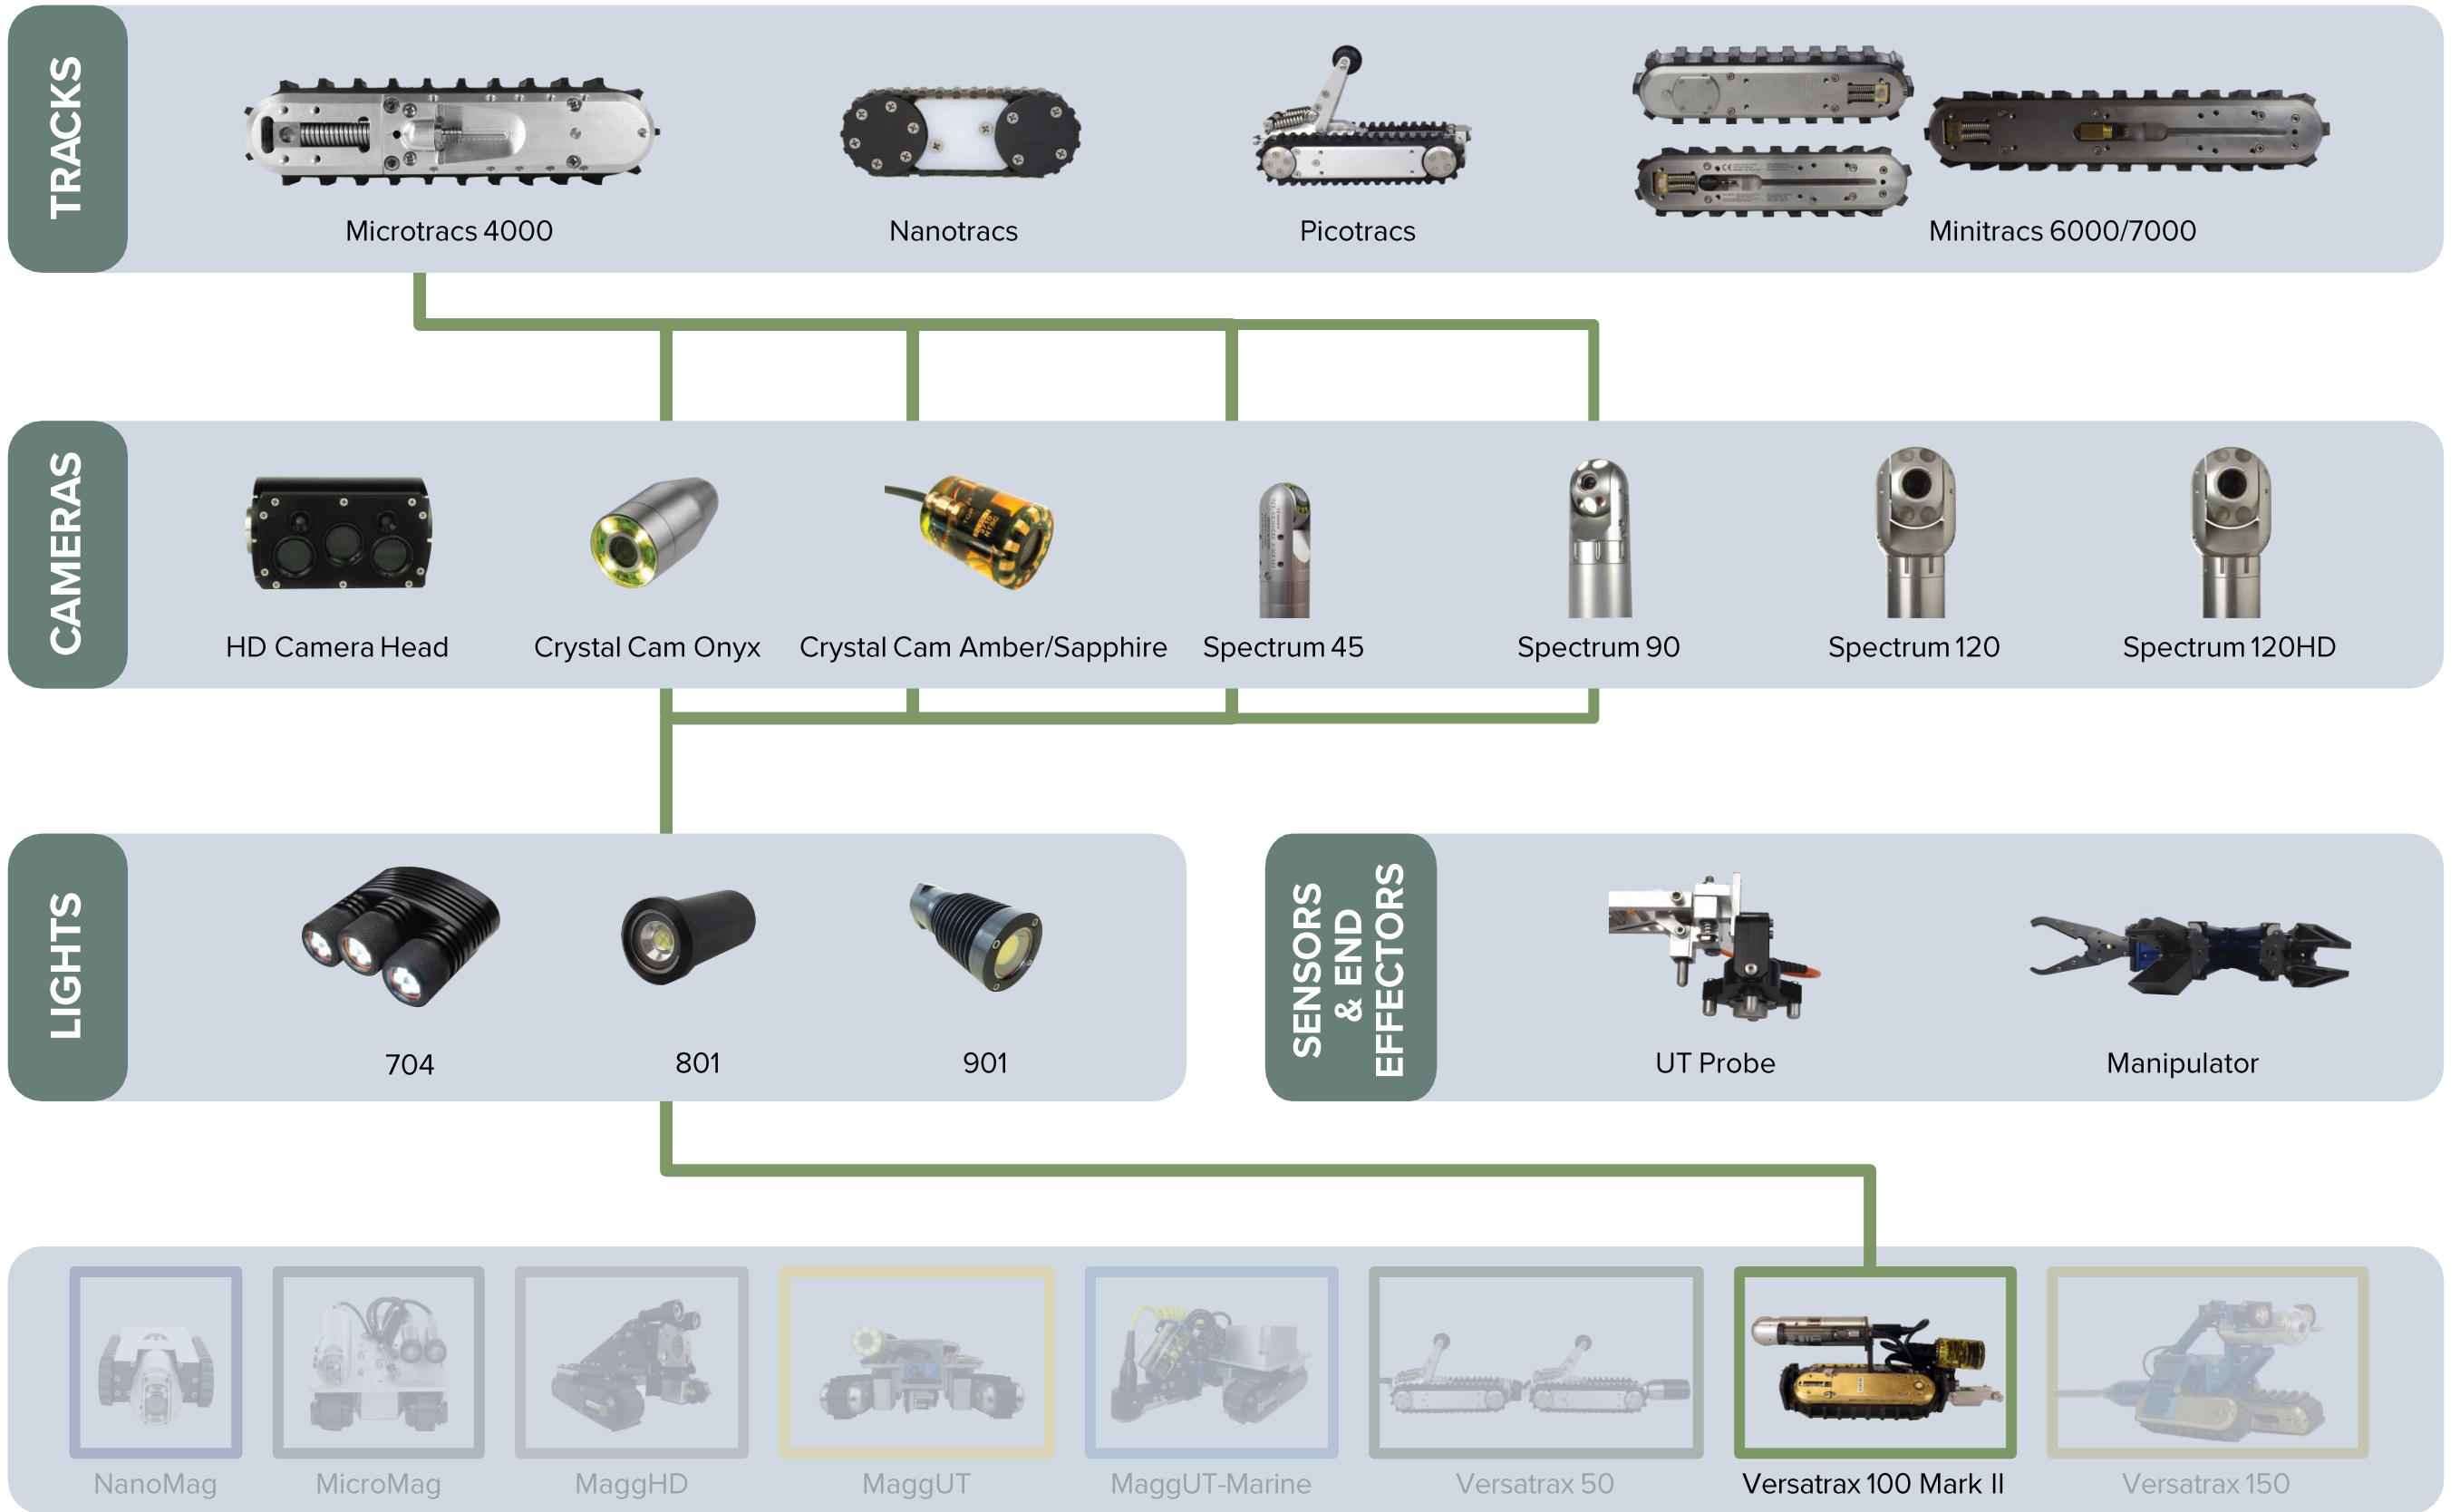 TRACKS
Microtracs 4000
Nanotracs
Picotracs
Minitracs 6000/7000
CAMERAS
HD Camera Head
Crystal Cam Onyx
Crystal Cam Amber/Sapphire
Spectrum 45
Spectrum 90
Spectrum 120
Spectrum 120HD
LIGHTS
704
801
901
SENSORS
& END
EFFECTORS
UT Probe
Manipulator
NanoMag
MicroMag
MaggHD
MaggUT
MaggUT-Marine
Versatrax 50
Versatrax 100 Mark II
Versatrax 150